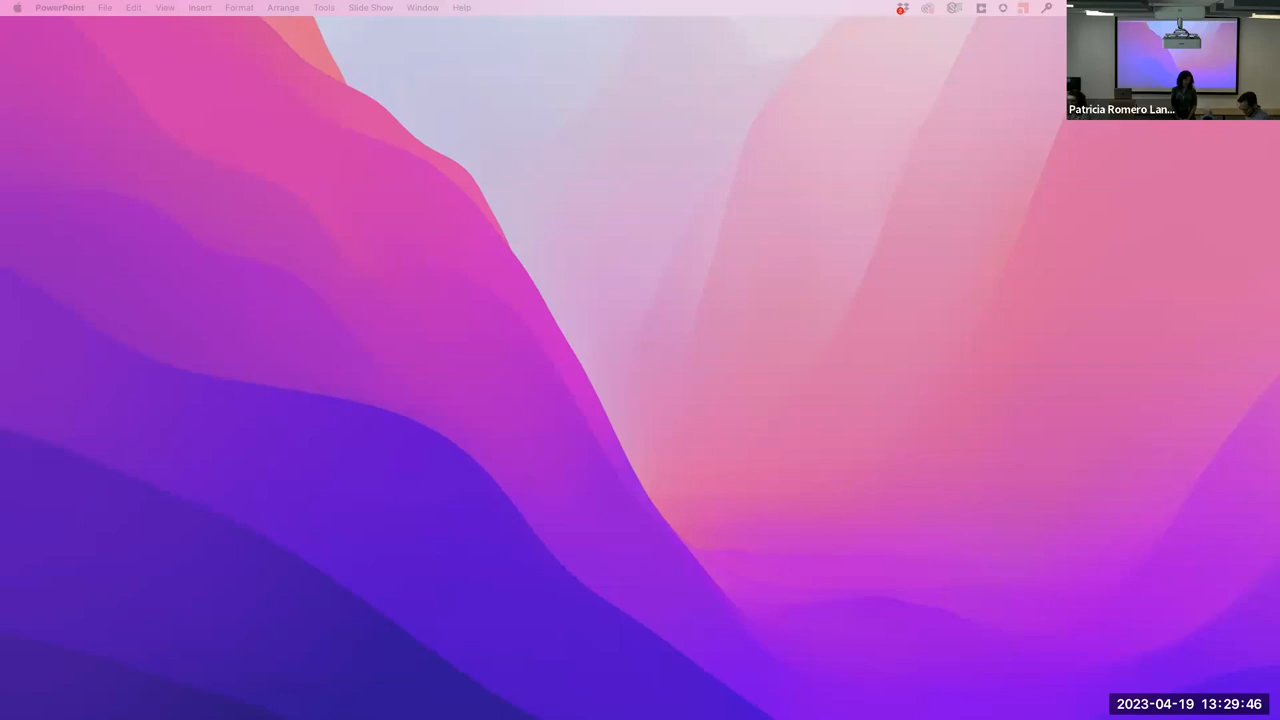 PowerPoint File Edit View Insert Format Arrange Tools Slide Show Window Help
Patricia Romero Lan...
2023-04-19 13:29:46